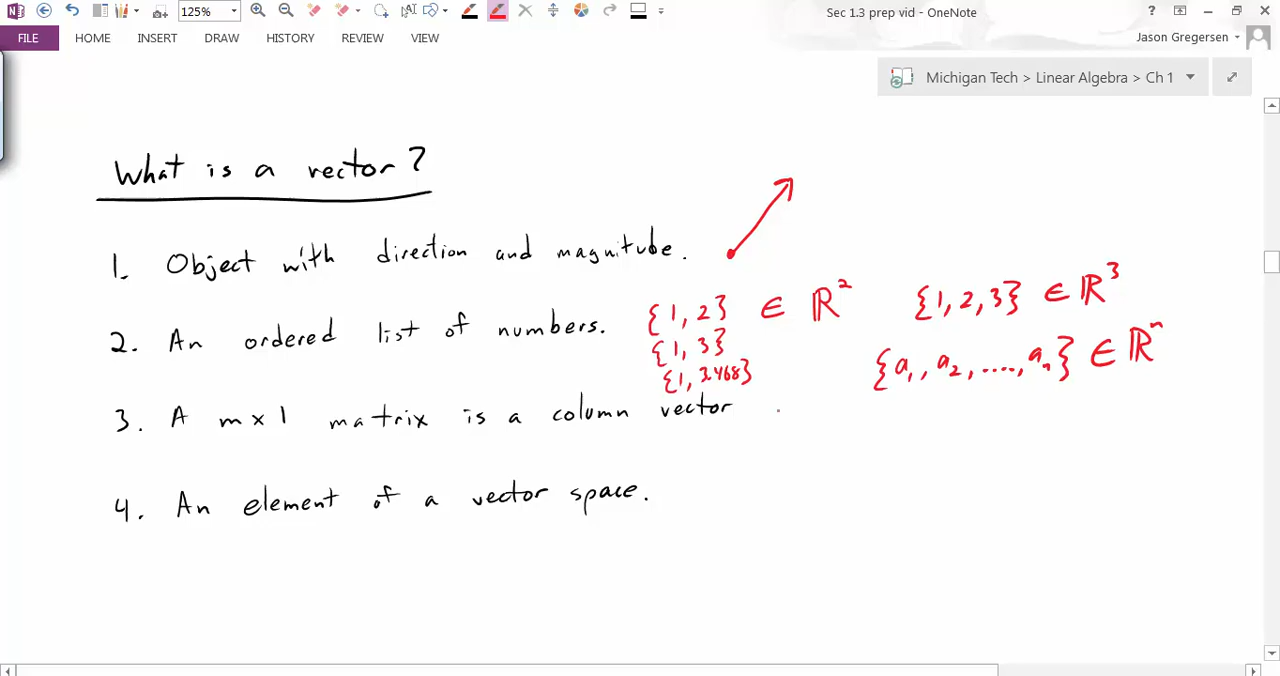 125%
Sec 1.3 prep vid - OneNote
?
FILE HOME INSERT DRAW HISTORY REVIEW VIEW
Jason Gregersen
Michigan Tech > Linear Algebra > Ch 1
What is a vector?
1. Object with direction and magnitube.
2. An ordered list of numbers. {1, 2} ∈ ℝ² {1, 2, 3} ∈ ℝ³
{1, 3}
{1, 3.468} {a₁, a₂, ...., aₙ} ∈ ℝⁿ
3. A m x 1 matrix is a column vector
4. An element of a vector space.